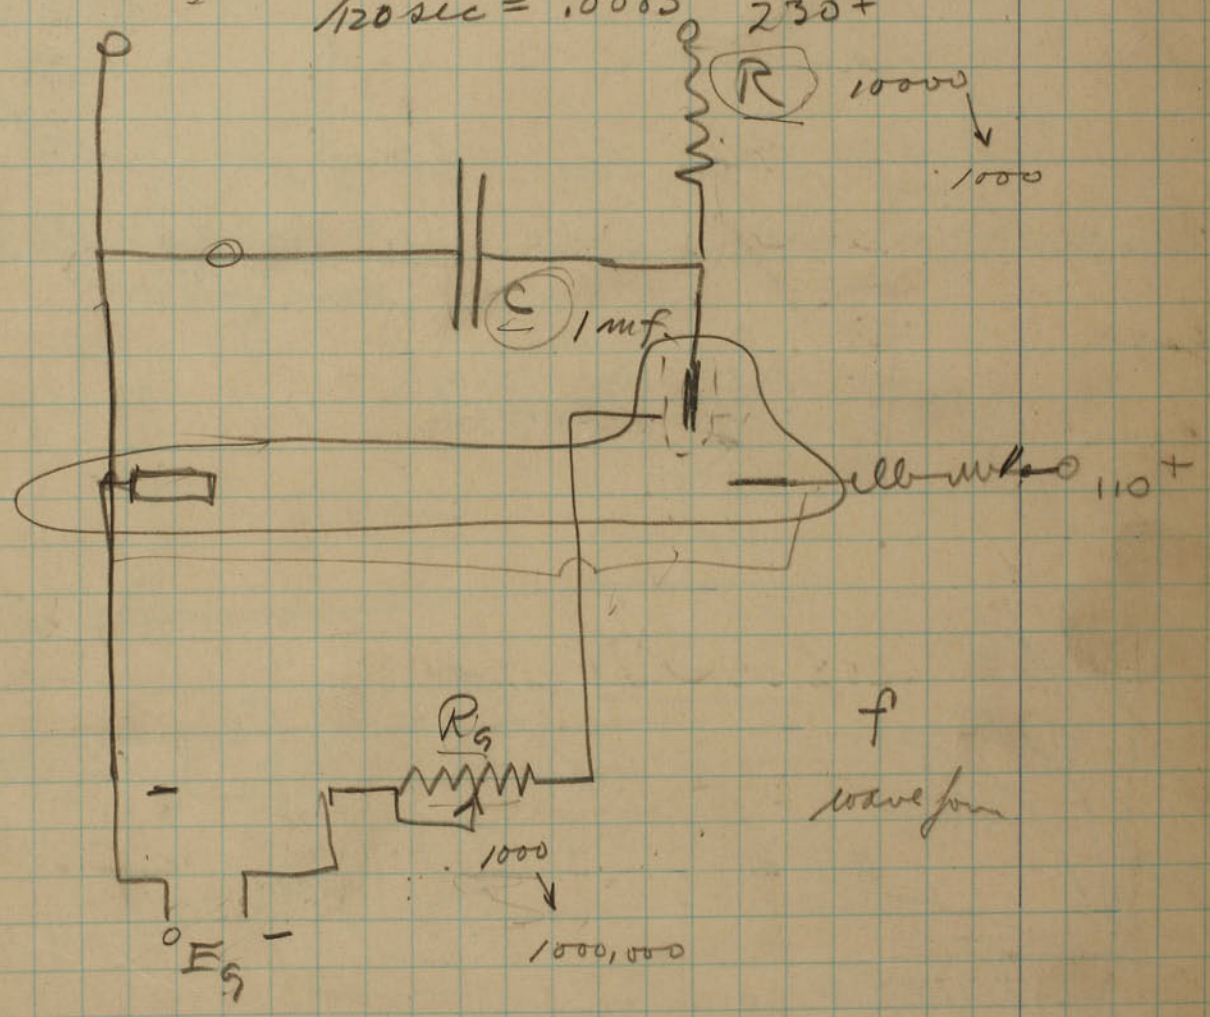 /120 sec = .0083 230+
R 10000
1000
C 1 mf.
110+
Rg
f
wave form
1000
1000,000
Eg